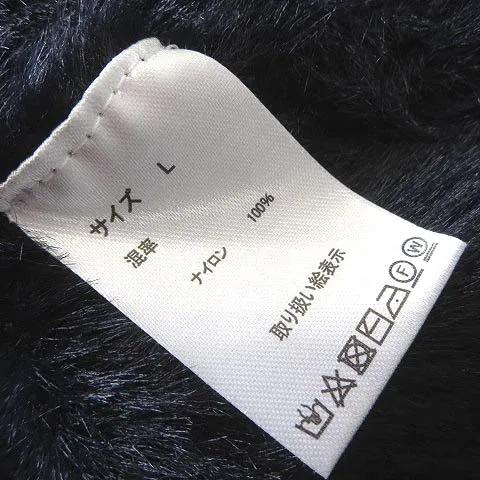 サイズ L
混率
ナイロン 100%
取り扱い絵表示
F W